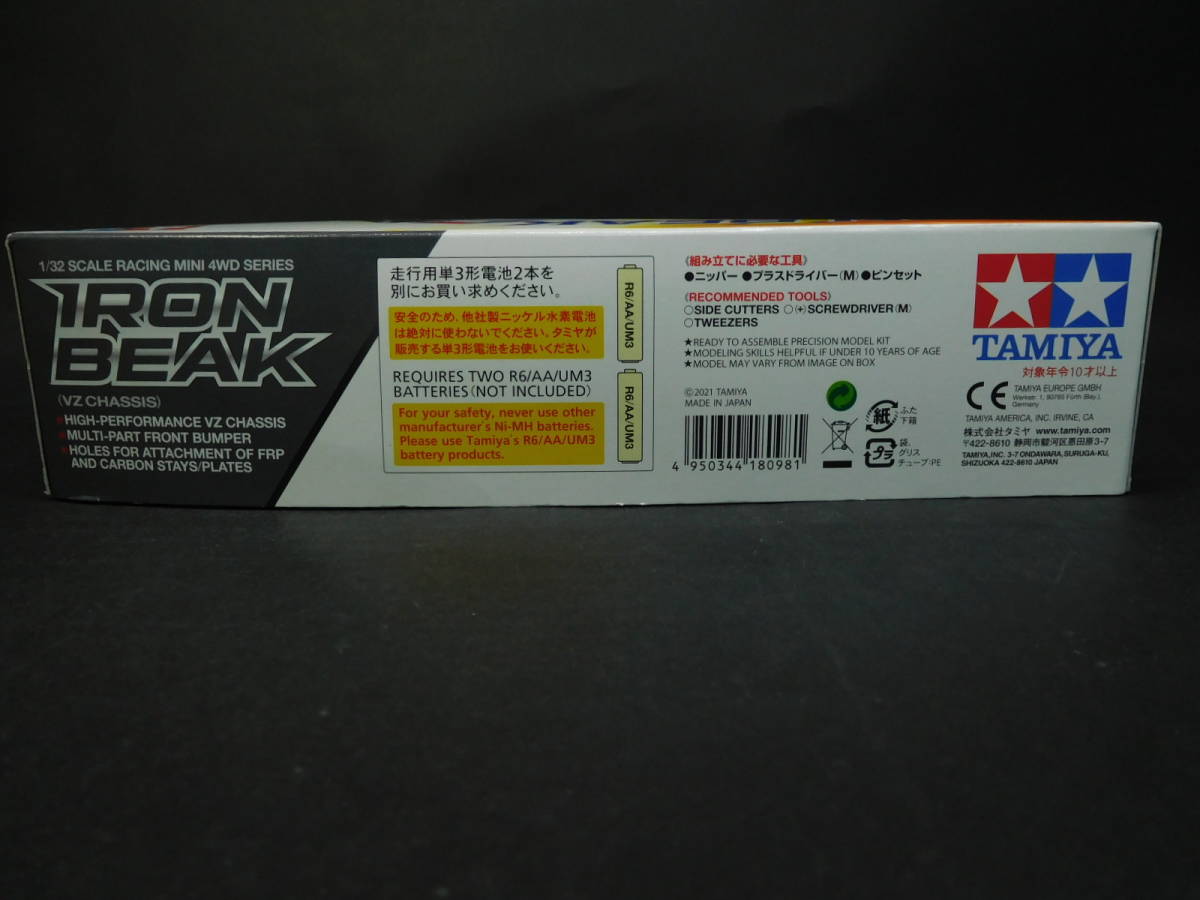 1/32 SCALE RACING MINI 4WD SERIES
IRON
BEAK
(VZ CHASSIS)
*HIGH-PERFORMANCE VZ CHASSIS
*MULTI-PART FRONT BUMPER
*HOLES FOR ATTACHMENT OF FRP
AND CARBON STAYS/PLATES
走行用単3形電池2本を
別にお買い求めください。
安全のため、他社製ニッケル水素電池
は絶対に使わないでください。タミヤが
販売する単3形電池をお使いください。
REQUIRES TWO R6/AA/UM3
BATTERIES (NOT INCLUDED)
For your safety, never use other
manufacturer's Ni-MH batteries.
Please use Tamiya's R6/AA/UM3
battery products.
R6/AA/UM3
R6/AA/UM3
《組み立てに必要な工具》
●ニッパー ●プラスドライバー(M) ●ピンセット
《RECOMMENDED TOOLS》
○SIDE CUTTERS ○(+)SCREWDRIVER(M)
○TWEEZERS
★READY TO ASSEMBLE PRECISION MODEL KIT
★MODELING SKILLS HELPFUL IF UNDER 10 YEARS OF AGE
★MODEL MAY VARY FROM IMAGE ON BOX
©2021 TAMIYA
MADE IN JAPAN
4 950344 180981
紙
ふた
下箱
プラ
袋、
グリス
チューブ:PE
TAMIYA
対象年令10才以上
CE
TAMIYA EUROPE GMBH
Werkstr. 1, 90765 Fürth (Bay.),
Germany
TAMIYA AMERICA, INC. IRVINE, CA
株式会社タミヤ www.tamiya.com
〒422-8610 静岡市駿河区恩田原3-7
TAMIYA,INC. 3-7 ONDAWARA, SURUGA-KU,
SHIZUOKA 422-8610 JAPAN